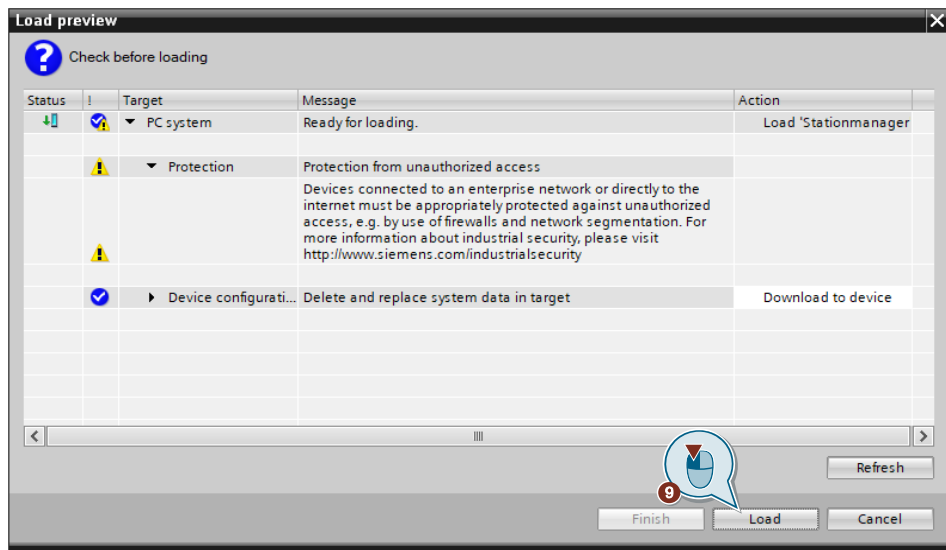 Load preview
Check before loading
Status ! Target Message Action
PC system Ready for loading. Load 'Stationmanager
Protection Protection from unauthorized access
Devices connected to an enterprise network or directly to the
internet must be appropriately protected against unauthorized
access, e.g. by use of firewalls and network segmentation. For
more information about industrial security, please visit
http://www.siemens.com/industrialsecurity
Device configurati... Delete and replace system data in target Download to device
Refresh
9
Finish Load Cancel